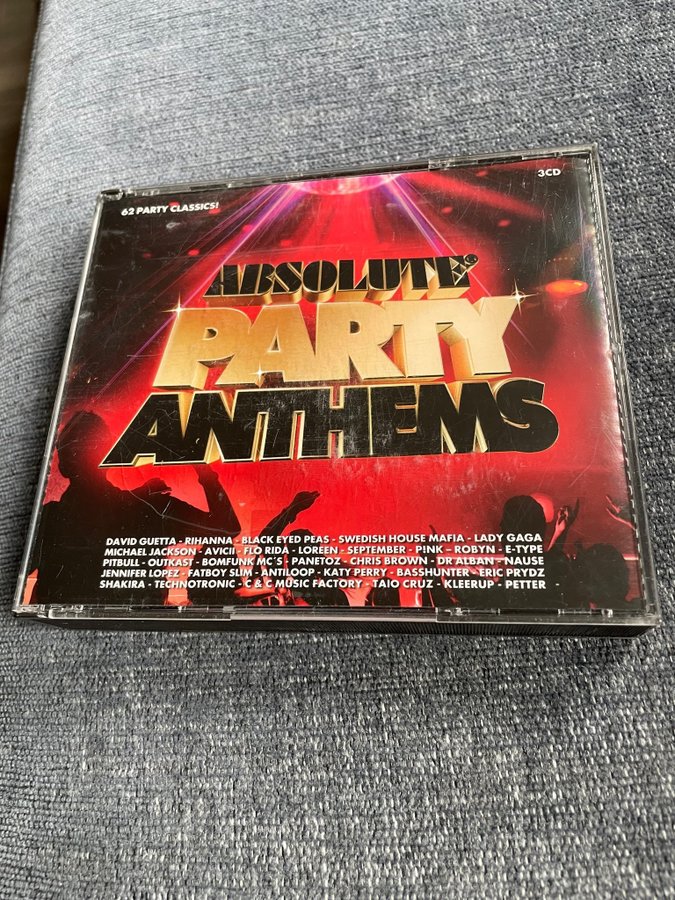 62 PARTY CLASSICS!
3CD
ABSOLUTE
PARTY
ANTHEMS
DAVID GUETTA - RIHANNA - BLACK EYED PEAS - SWEDISH HOUSE MAFIA - LADY GAGA
MICHAEL JACKSON - AVICII - FLO RIDA - LOREEN - SEPTEMBER - P!NK – ROBYN - E-TYPE
PITBULL - OUTKAST - BOMFUNK MC´S - PANETOZ - CHRIS BROWN - DR ALBAN - NAUSE
JENNIFER LOPEZ - FATBOY SLIM - ANTILOOP - KATY PERRY - BASSHUNTER - ERIC PRYDZ
SHAKIRA - TECHNOTRONIC - C & C MUSIC FACTORY - TAIO CRUZ - KLEERUP - PETTER -